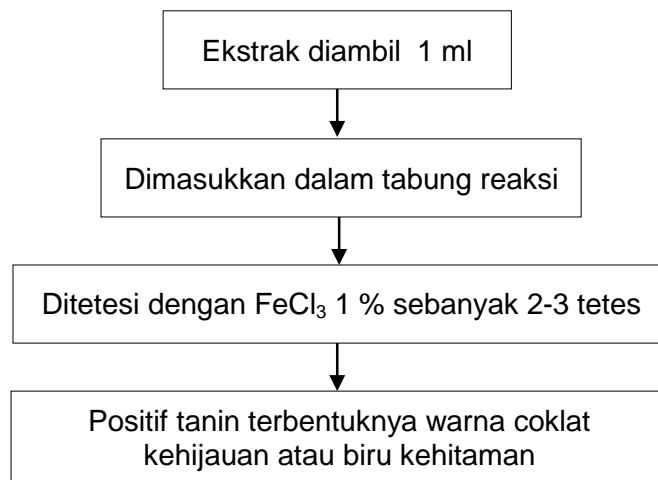 Ekstrak diambil  1 ml
Dimasukkan dalam tabung reaksi
Ditetesi dengan FeCl₃ 1 % sebanyak 2-3 tetes
Positif tanin terbentuknya warna coklat
kehijauan atau biru kehitaman